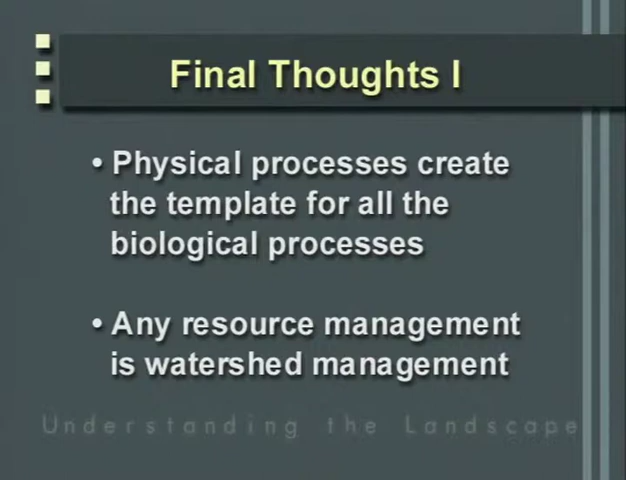 Final Thoughts I
• Physical processes create
the template for all the
biological processes
• Any resource management
is watershed management
Understanding the Landscape